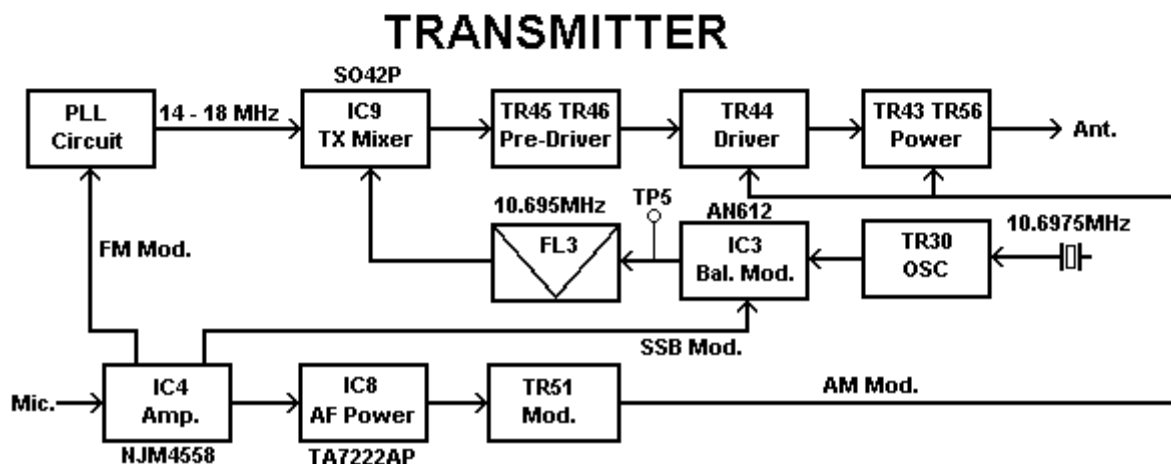 TRANSMITTER
SO42P
PLL
Circuit
14 - 18 MHz
IC9
TX Mixer
TR45 TR46
Pre-Driver
TR44
Driver
TR43 TR56
Power
Ant.
FM Mod.
10.695MHz
FL3
TP5
AN612
IC3
Bal. Mod.
TR30
OSC
10.6975MHz
SSB Mod.
Mic.
IC4
Amp.
NJM4558
IC8
AF Power
TA7222AP
TR51
Mod.
AM Mod.